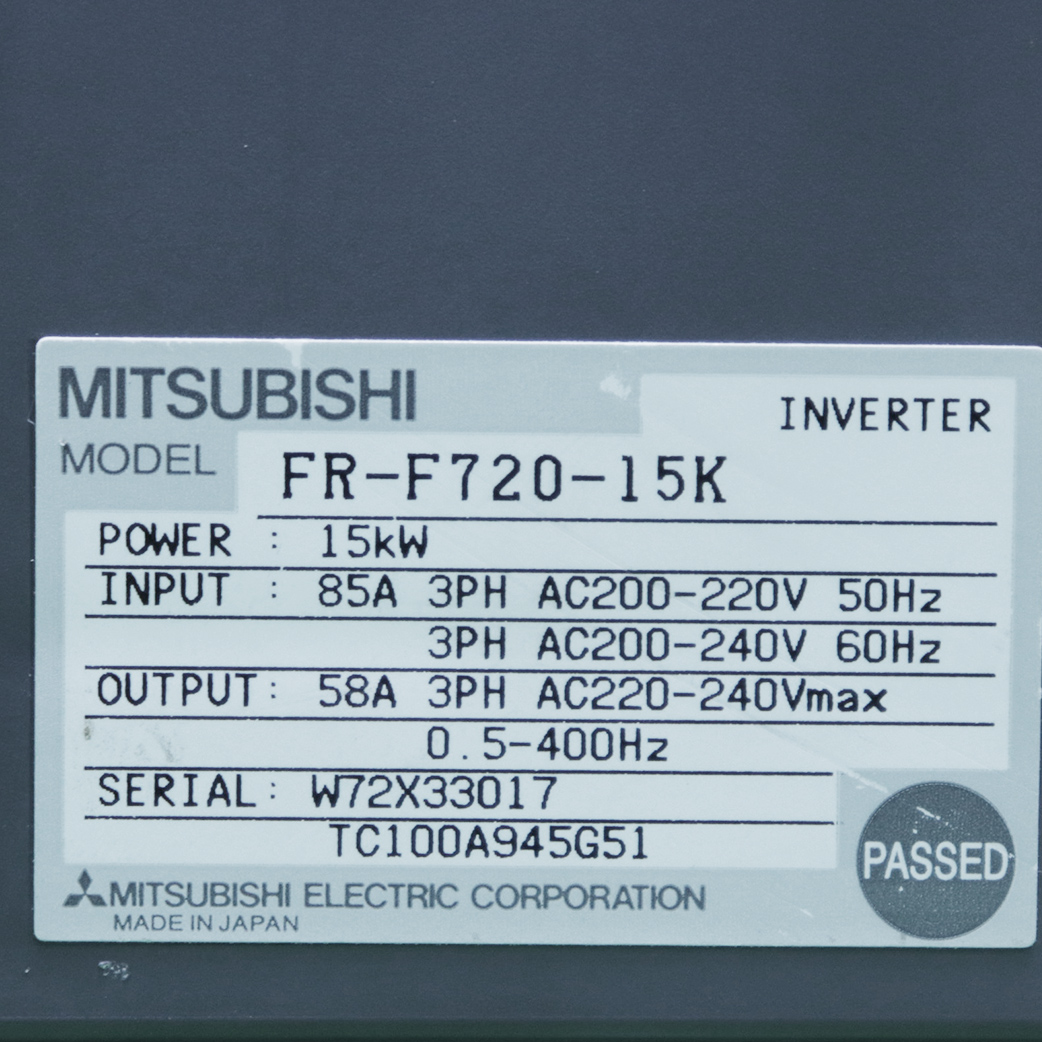 MITSUBISHI
INVERTER
MODEL FR-F720-15K
POWER : 15kW
INPUT : 85A 3PH AC200-220V 50Hz
3PH AC200-240V 60Hz
OUTPUT: 58A 3PH AC220-240Vmax
0.5-400Hz
SERIAL: W72X33017
TC100A945G51
PASSED
MITSUBISHI ELECTRIC CORPORATION
MADE IN JAPAN